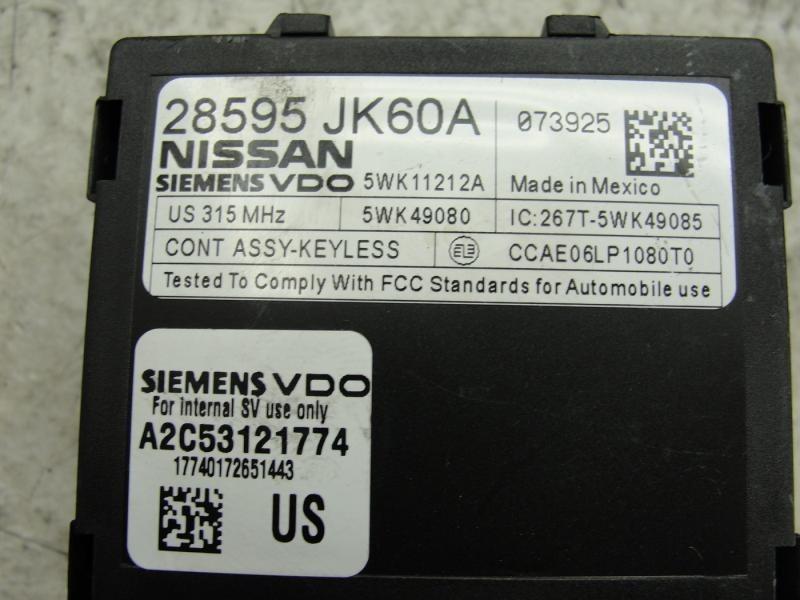 28595 JK60A 073925
NISSAN
SIEMENS VDO 5WK11212A Made in Mexico
US 315 MHz 5WK49080 IC:267T-5WK49085
CONT ASSY-KEYLESS CCAE06LP1080T0
Tested To Comply With FCC Standards for Automobile use
SIEMENS VDO
For internal SV use only
A2C53121774
17740172651443
US